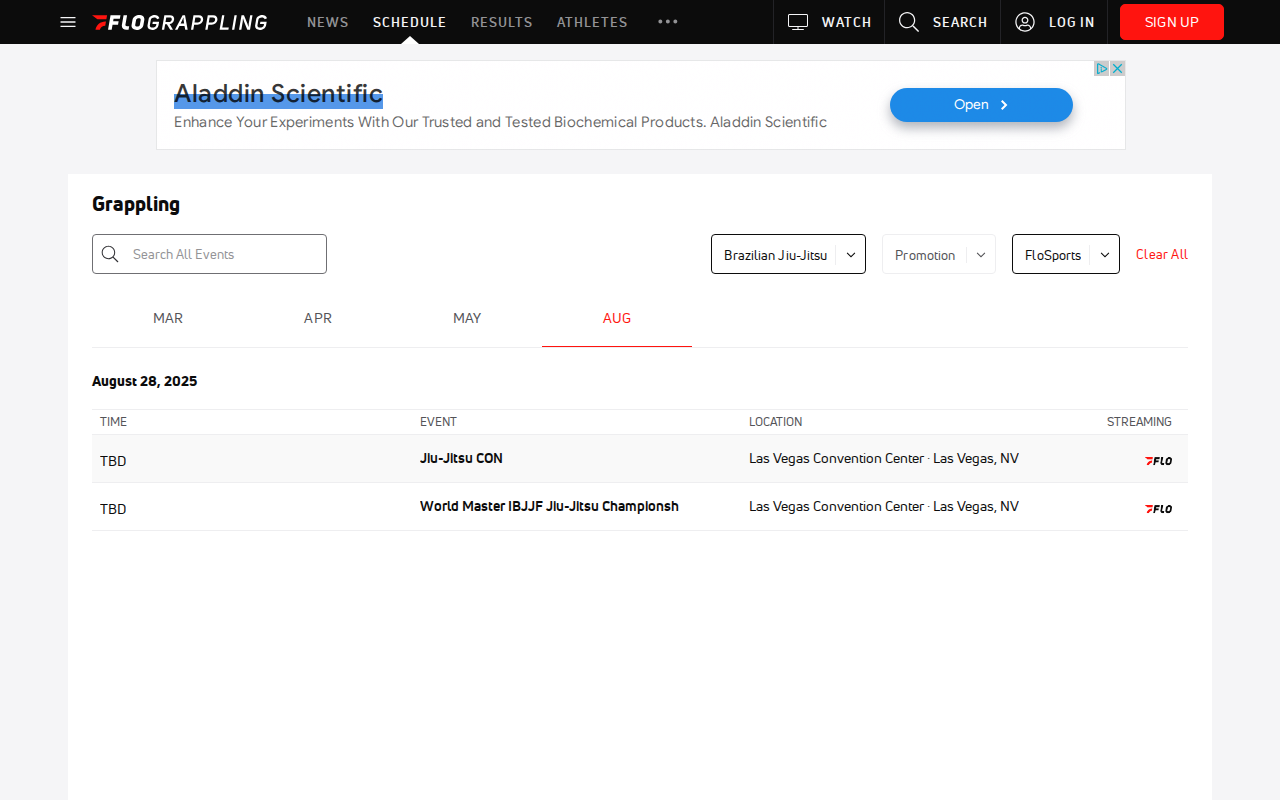 FLOGRAPPLING NEWS SCHEDULE RESULTS ATHLETES WATCH SEARCH LOG IN SIGN UP
Aladdin Scientific
Enhance Your Experiments With Our Trusted and Tested Biochemical Products. Aladdin Scientific
Open
Grappling
Search All Events Brazilian Jiu-Jitsu Promotion FloSports Clear All
MAR APR MAY AUG
August 28, 2025
TIME EVENT LOCATION STREAMING
TBD Jiu-Jitsu CON Las Vegas Convention Center · Las Vegas, NV FLO
TBD World Master IBJJF Jiu-Jitsu Championsh Las Vegas Convention Center · Las Vegas, NV FLO